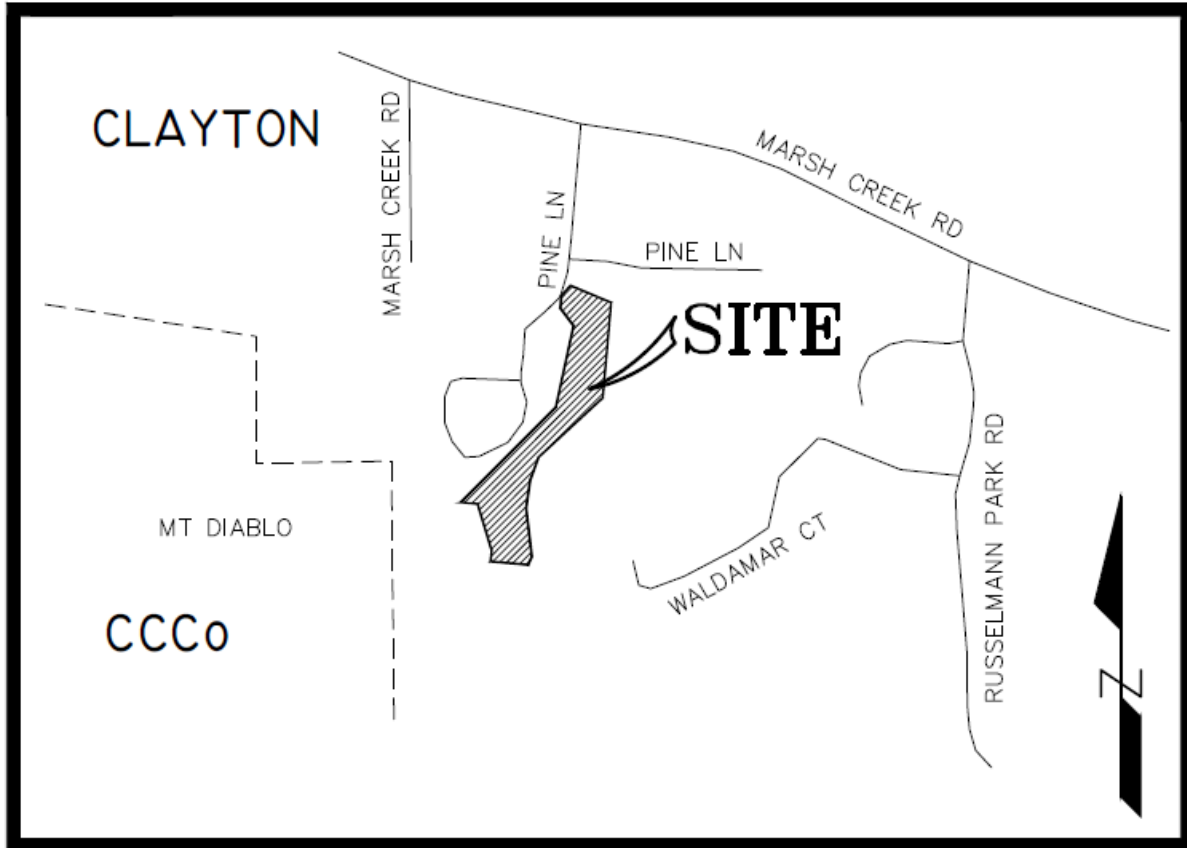 CLAYTON
MARSH CREEK RD
MARSH CREEK RD
PINE LN
PINE LN
SITE
MT DIABLO
WALDAMAR CT
RUSSELMANN PARK RD
CCCo
Z